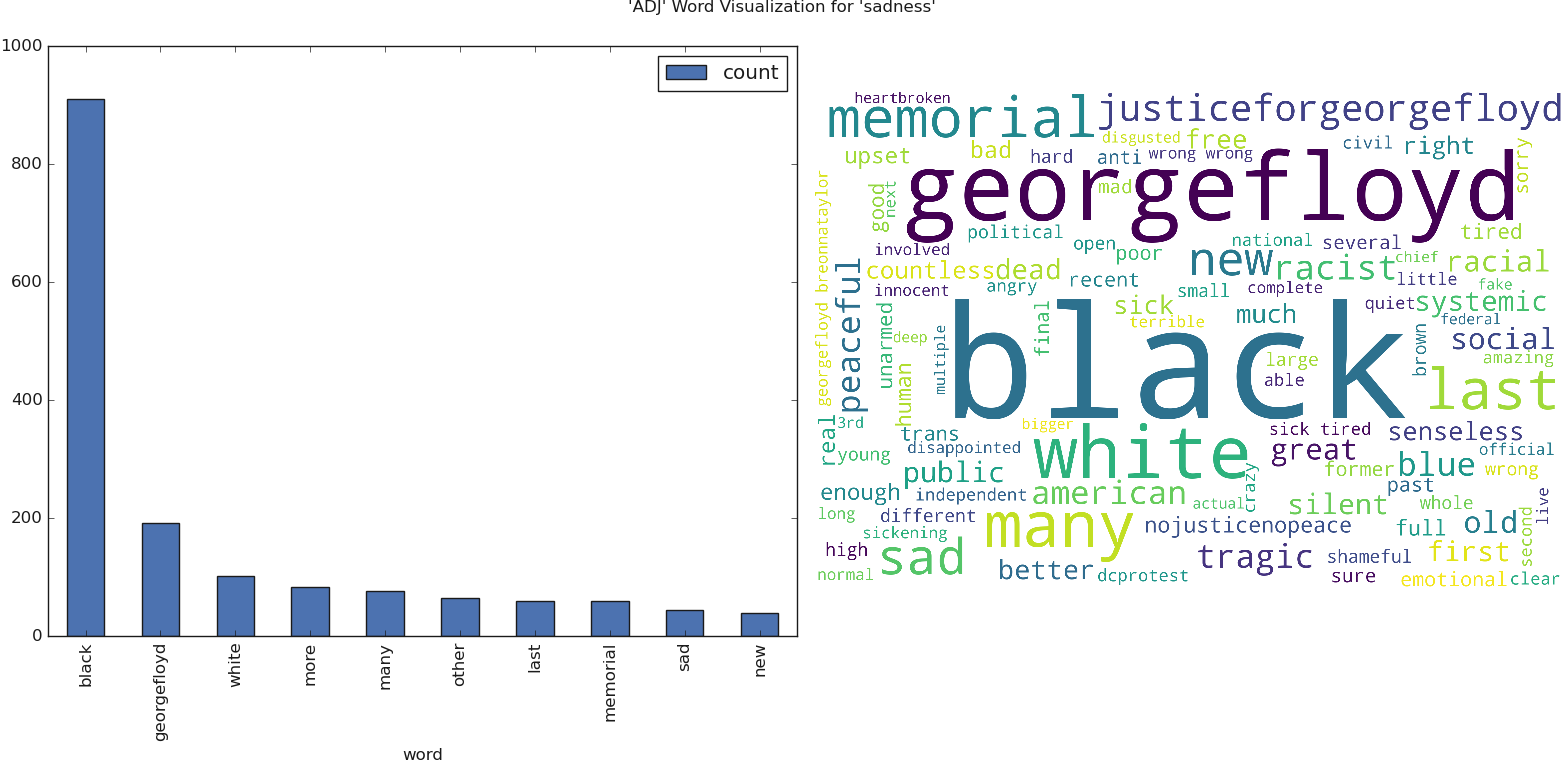 'ADJ' Word Visualization for 'sadness'
1000
800
600
400
200
0
count
black
georgefloyd
white
more
many
other
last
memorial
sad
new
word
heartbroken
memorial
justiceforgeorgefloyd
disgusted
free
civil
right
sorry
upset
bad
hard
anti
wrong wrong
georgefloyd
georgefloyd breonnataylor
good
next
mad
political
open
poor
national
several
tired
involved
countless
dead
recent
new
racist
chief
little
racial
fake
innocent
angry
small
complete
quiet
systemic
peaceful
sick
terrible
much
federal
social
unarmed
deep
multiple
final
black
large
able
brown
amazing
human
last
real
3rd
young
trans
disappointed
bigger
white
sick tired
great
senseless
official
wrong
public
former
blue
past
enough
independent
american
actual
crazy
silent
whole
long
different
sickening
many
nojusticenopeace
full
old
second
live
high
sad
normal
better
dcprotest
tragic
shameful
first
sure
emotional
clear